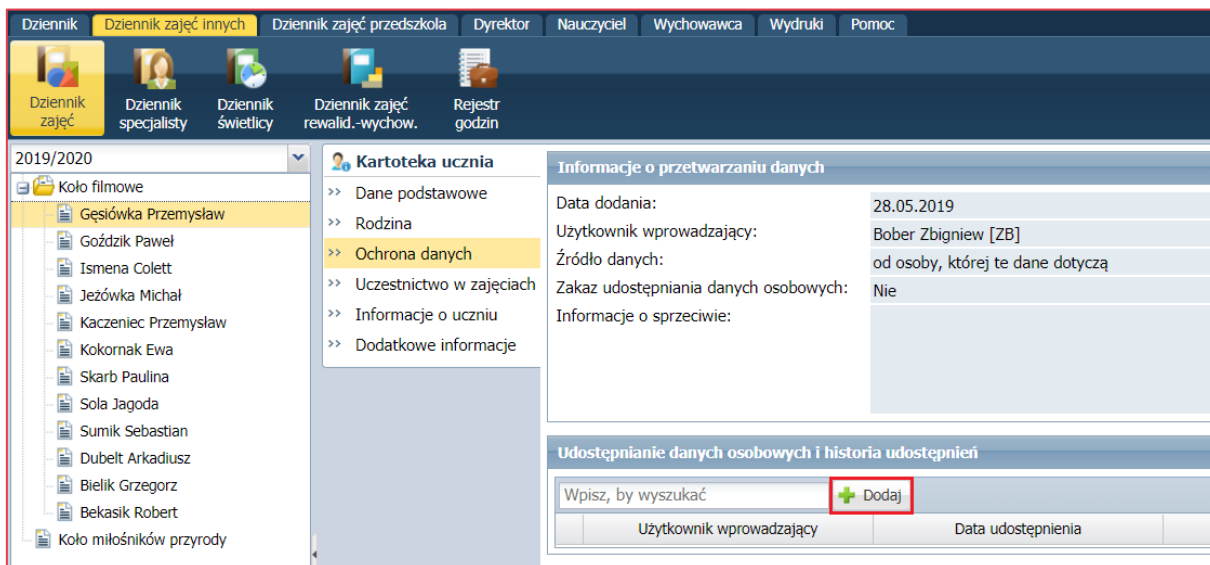 Dziennik Dziennik zajęć innych Dziennik zajęć przedszkola Dyrektor Nauczyciel Wychowawca Wydruki Pomoc
Dziennik zajęć
Dziennik specjalisty
Dziennik świetlicy
Dziennik zajęć rewalid.-wychow.
Rejestr godzin
2019/2020
Koło filmowe
Gęsiówka Przemysław
Goździk Paweł
Ismena Colett
Jeżówka Michał
Kaczeniec Przemysław
Kokornak Ewa
Skarb Paulina
Sola Jagoda
Sumik Sebastian
Dubelt Arkadiusz
Bielik Grzegorz
Bekasik Robert
Koło miłośników przyrody
Kartoteka ucznia
>> Dane podstawowe
>> Rodzina
>> Ochrona danych
>> Uczestnictwo w zajęciach
>> Informacje o uczniu
>> Dodatkowe informacje
Informacje o przetwarzaniu danych
Data dodania: 28.05.2019
Użytkownik wprowadzający: Bober Zbigniew [ZB]
Źródło danych: od osoby, której te dane dotyczą
Zakaz udostępniania danych osobowych: Nie
Informacje o sprzeciwie:
Udostępnianie danych osobowych i historia udostępnień
Wpisz, by wyszukać Dodaj
Użytkownik wprowadzający Data udostępnienia